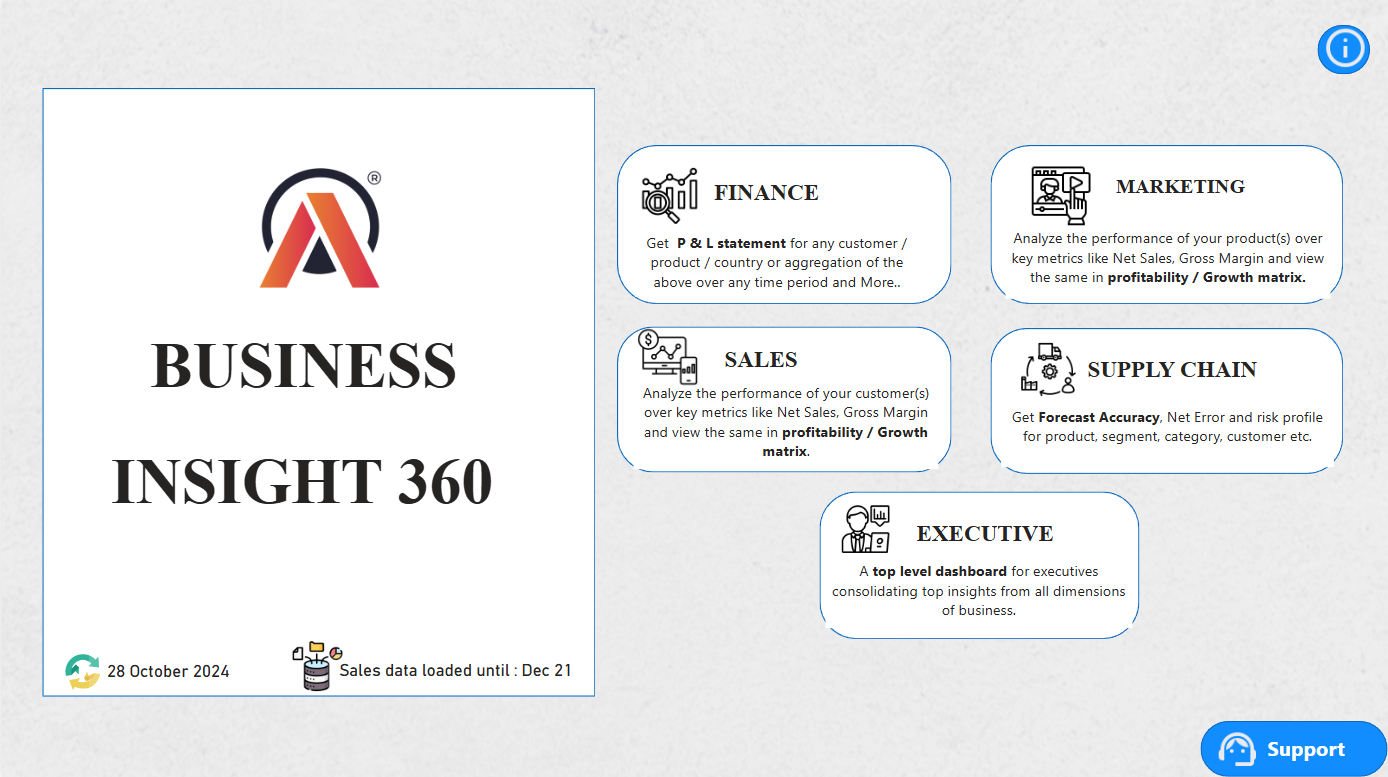 ®
BUSINESS
INSIGHT 360
28 October 2024
Sales data loaded until : Dec 21
FINANCE
Get P & L statement for any customer /
product / country or aggregation of the
above over any time period and More..
MARKETING
Analyze the performance of your product(s) over
key metrics like Net Sales, Gross Margin and view
the same in profitability / Growth matrix.
SALES
Analyze the performance of your customer(s)
over key metrics like Net Sales, Gross Margin
and view the same in profitability / Growth
matrix.
SUPPLY CHAIN
Get Forecast Accuracy, Net Error and risk profile
for product, segment, category, customer etc.
EXECUTIVE
A top level dashboard for executives
consolidating top insights from all dimensions
of business.
Support